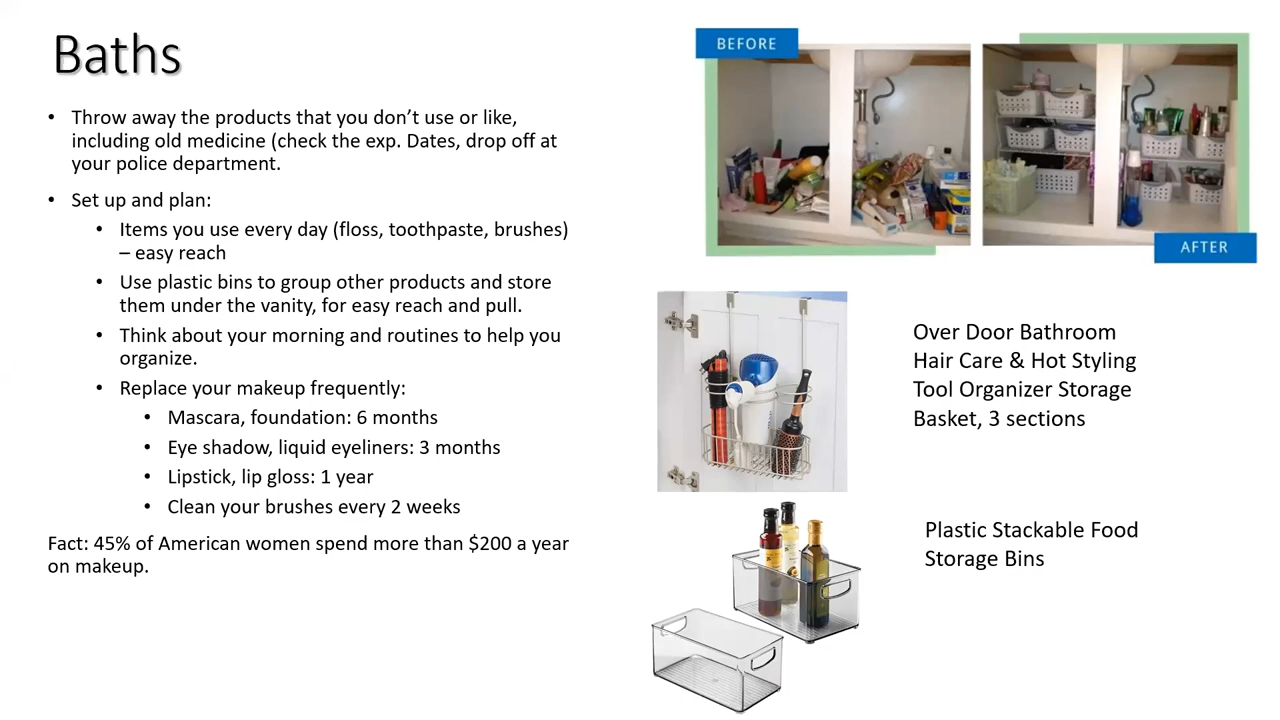 Baths
• Throw away the products that you don’t use or like,
including old medicine (check the exp. Dates, drop off at
your police department.
• Set up and plan:
• Items you use every day (floss, toothpaste, brushes)
– easy reach
• Use plastic bins to group other products and store
them under the vanity, for easy reach and pull.
• Think about your morning and routines to help you
organize.
• Replace your makeup frequently:
• Mascara, foundation: 6 months
• Eye shadow, liquid eyeliners: 3 months
• Lipstick, lip gloss: 1 year
• Clean your brushes every 2 weeks
Fact: 45% of American women spend more than $200 a year
on makeup.
BEFORE
AFTER
Over Door Bathroom
Hair Care & Hot Styling
Tool Organizer Storage
Basket, 3 sections
Plastic Stackable Food
Storage Bins